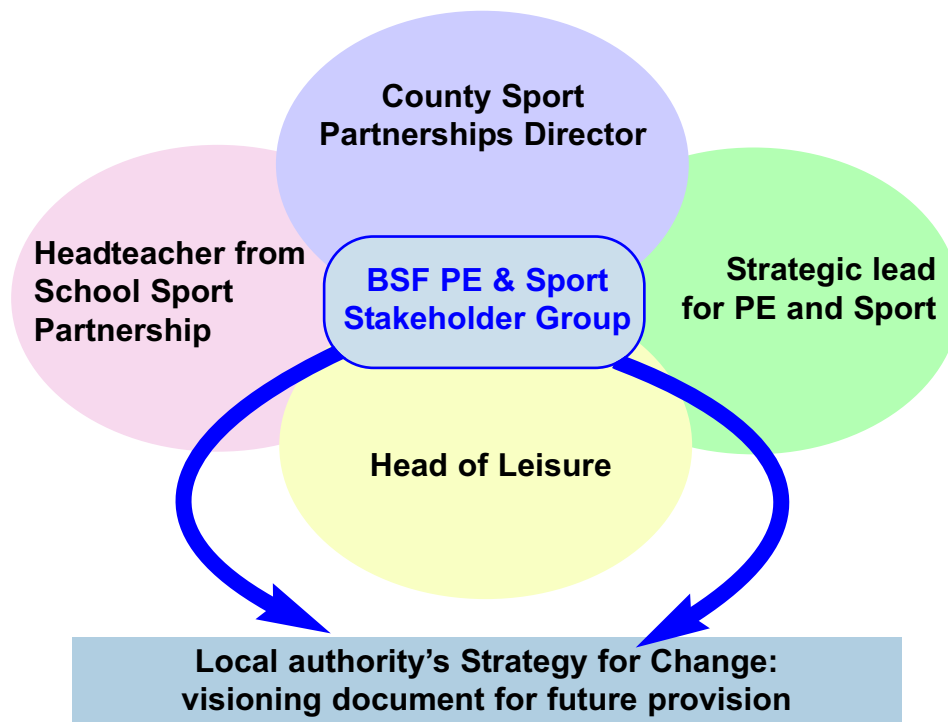 County Sport
Partnerships Director
Headteacher from
School Sport
Partnership
BSF PE & Sport
Stakeholder Group
Strategic lead
for PE and Sport
Head of Leisure
Local authority’s Strategy for Change:
visioning document for future provision